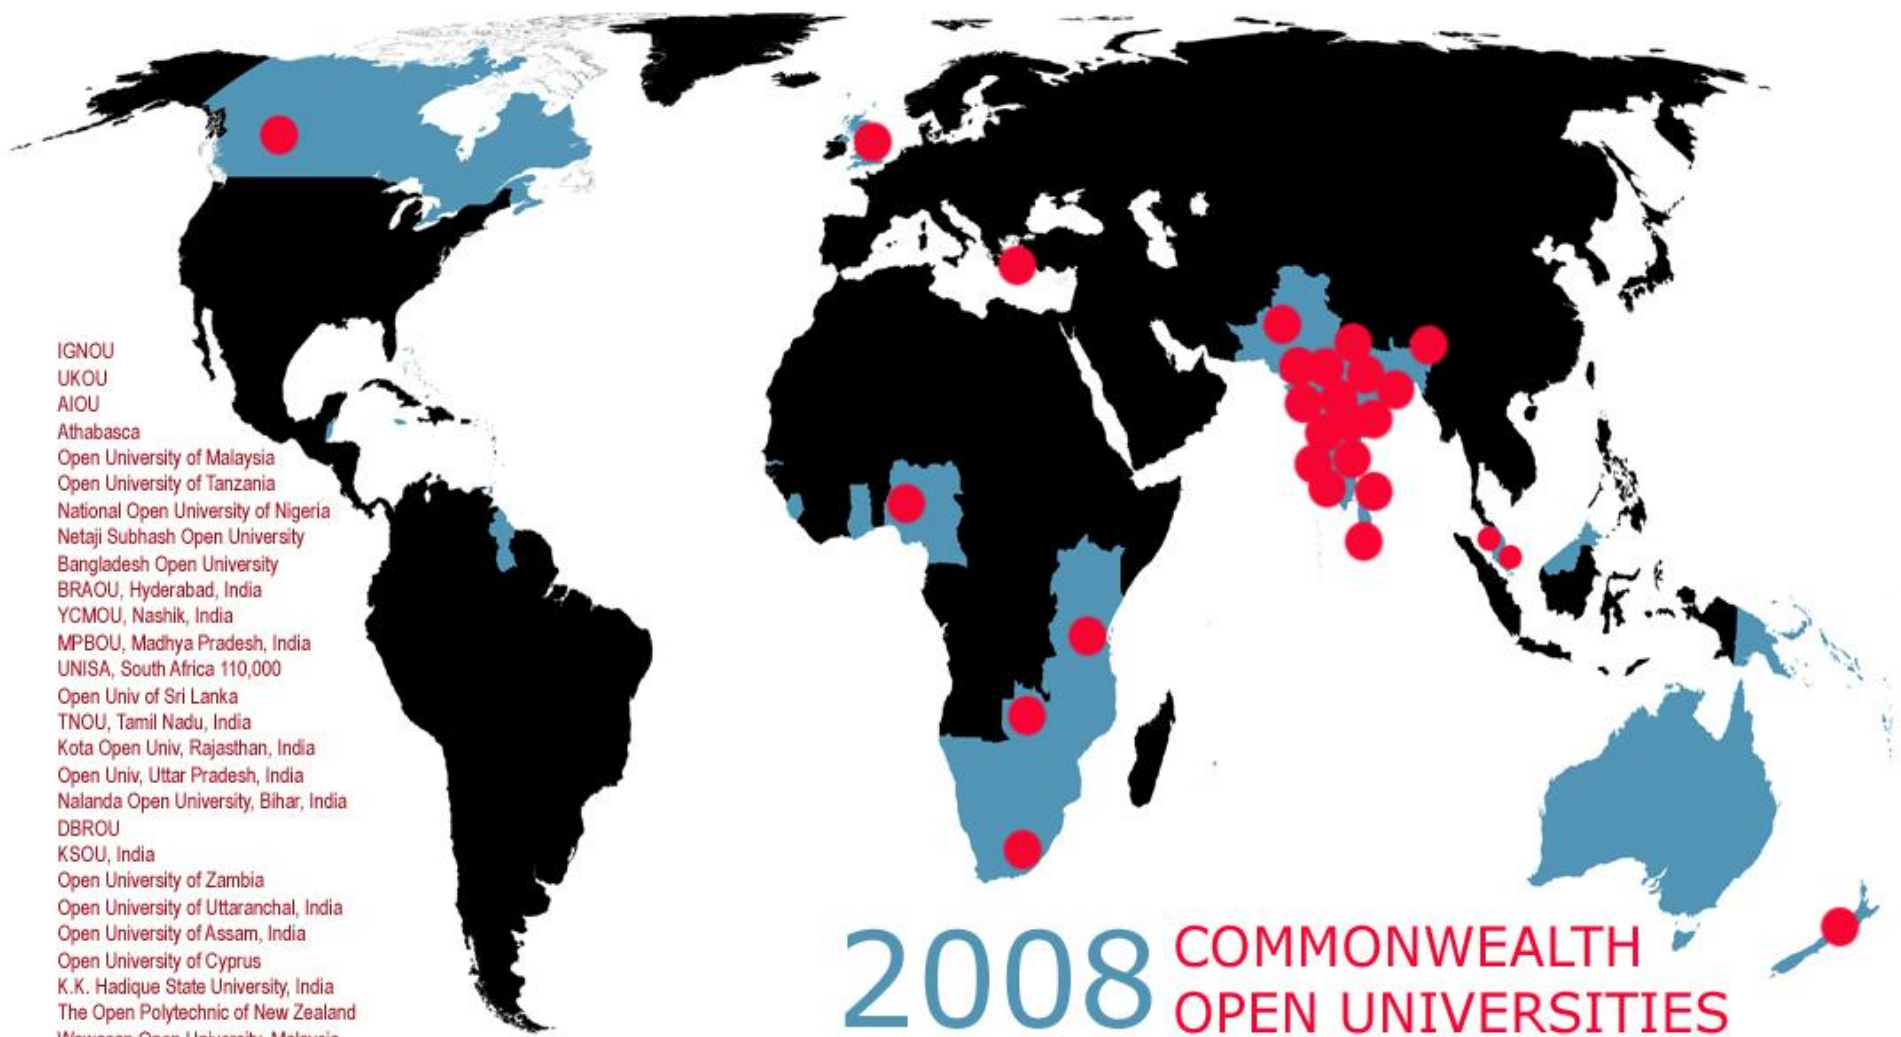 IGNOU
UKOU
AIOU
Athabasca
Open University of Malaysia
Open University of Tanzania
National Open University of Nigeria
Netaji Subhash Open University
Bangladesh Open University
BRAOU, Hyderabad, India
YCMOU, Nashik, India
MPBOU, Madhya Pradesh, India
UNISA, South Africa 110,000
Open Univ of Sri Lanka
TNOU, Tamil Nadu, India
Kota Open Univ, Rajasthan, India
Open Univ, Uttar Pradesh, India
Nalanda Open University, Bihar, India
DBROU
KSOU, India
Open University of Zambia
Open University of Uttaranchal, India
Open University of Assam, India
Open University of Cyprus
K.K. Hadique State University, India
The Open Polytechnic of New Zealand
Wawasan Open University, Malaysia
2008 COMMONWEALTH
OPEN UNIVERSITIES